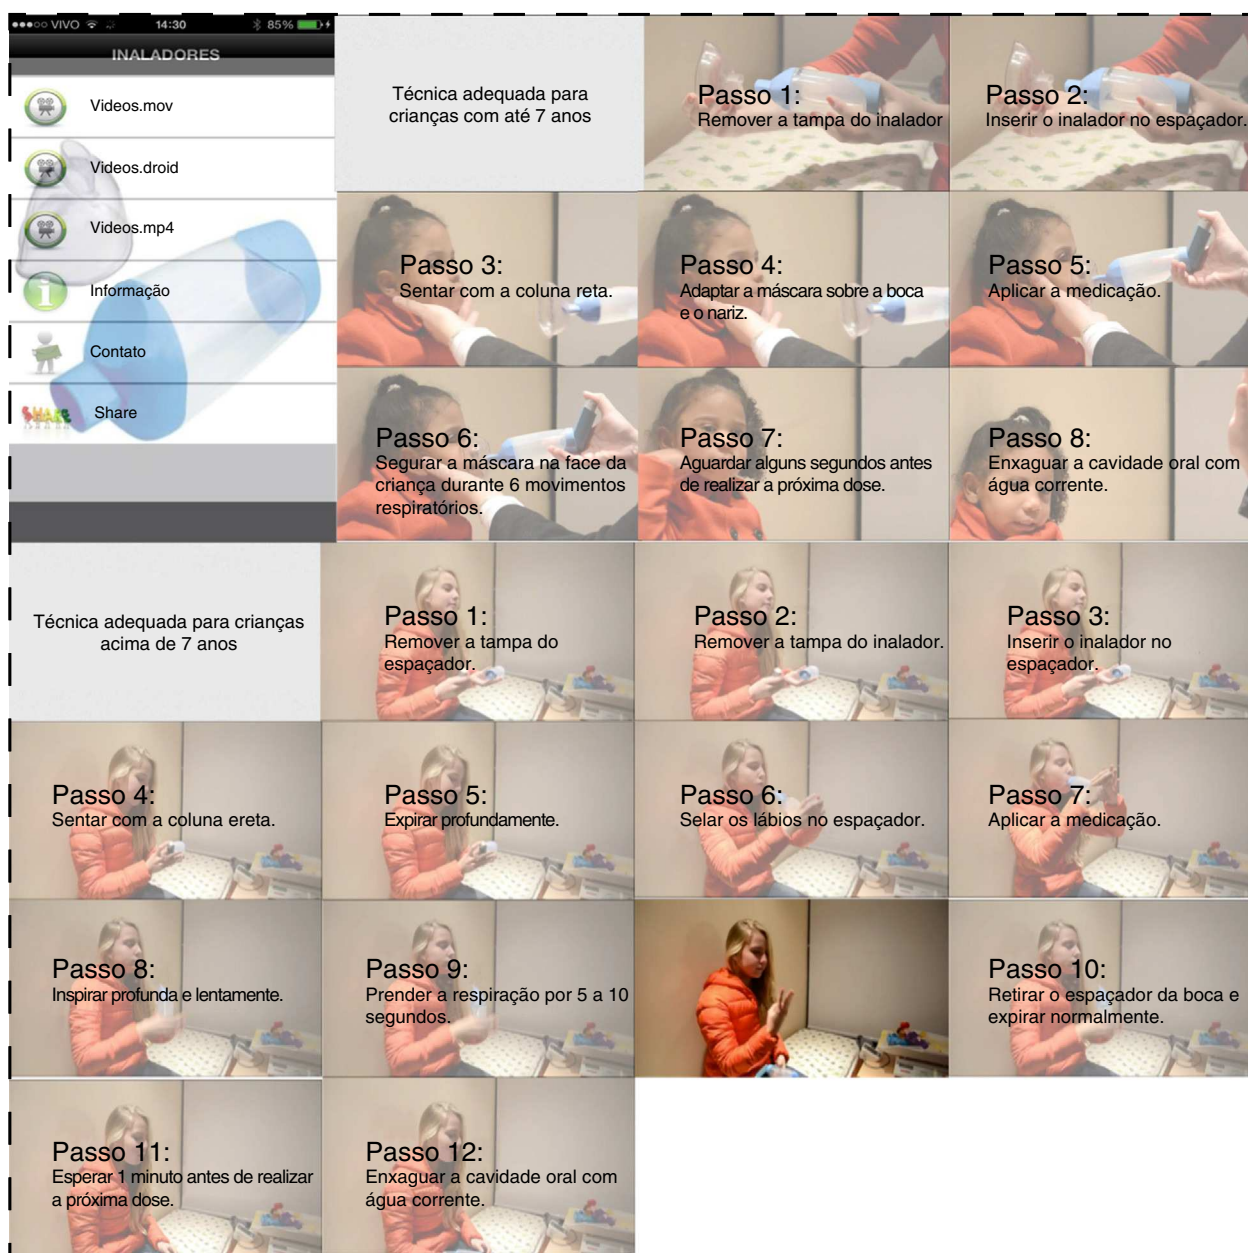 VIVO 14:30 85%
INALADORES
Videos.mov
Videos.droid
Videos.mp4
Informação
Contato
SHARE Share
Técnica adequada para
crianças com até 7 anos
Passo 1:
Remover a tampa do inalador
Passo 2:
Inserir o inalador no espaçador.
Passo 3:
Sentar com a coluna reta.
Passo 4:
Adaptar a máscara sobre a boca
e o nariz.
Passo 5:
Aplicar a medicação.
Passo 6:
Segurar a máscara na face da
criança durante 6 movimentos
respiratórios.
Passo 7:
Aguardar alguns segundos antes
de realizar a próxima dose.
Passo 8:
Enxaguar a cavidade oral com
água corrente.
Técnica adequada para crianças
acima de 7 anos
Passo 1:
Remover a tampa do
espaçador.
Passo 2:
Remover a tampa do inalador.
Passo 3:
Inserir o inalador no
espaçador.
Passo 4:
Sentar com a coluna ereta.
Passo 5:
Expirar profundamente.
Passo 6:
Selar os lábios no espaçador.
Passo 7:
Aplicar a medicação.
Passo 8:
Inspirar profunda e lentamente.
Passo 9:
Prender a respiração por 5 a 10
segundos.
Passo 10:
Retirar o espaçador da boca e
expirar normalmente.
Passo 11:
Esperar 1 minuto antes de realizar
a próxima dose.
Passo 12:
Enxaguar a cavidade oral com
água corrente.